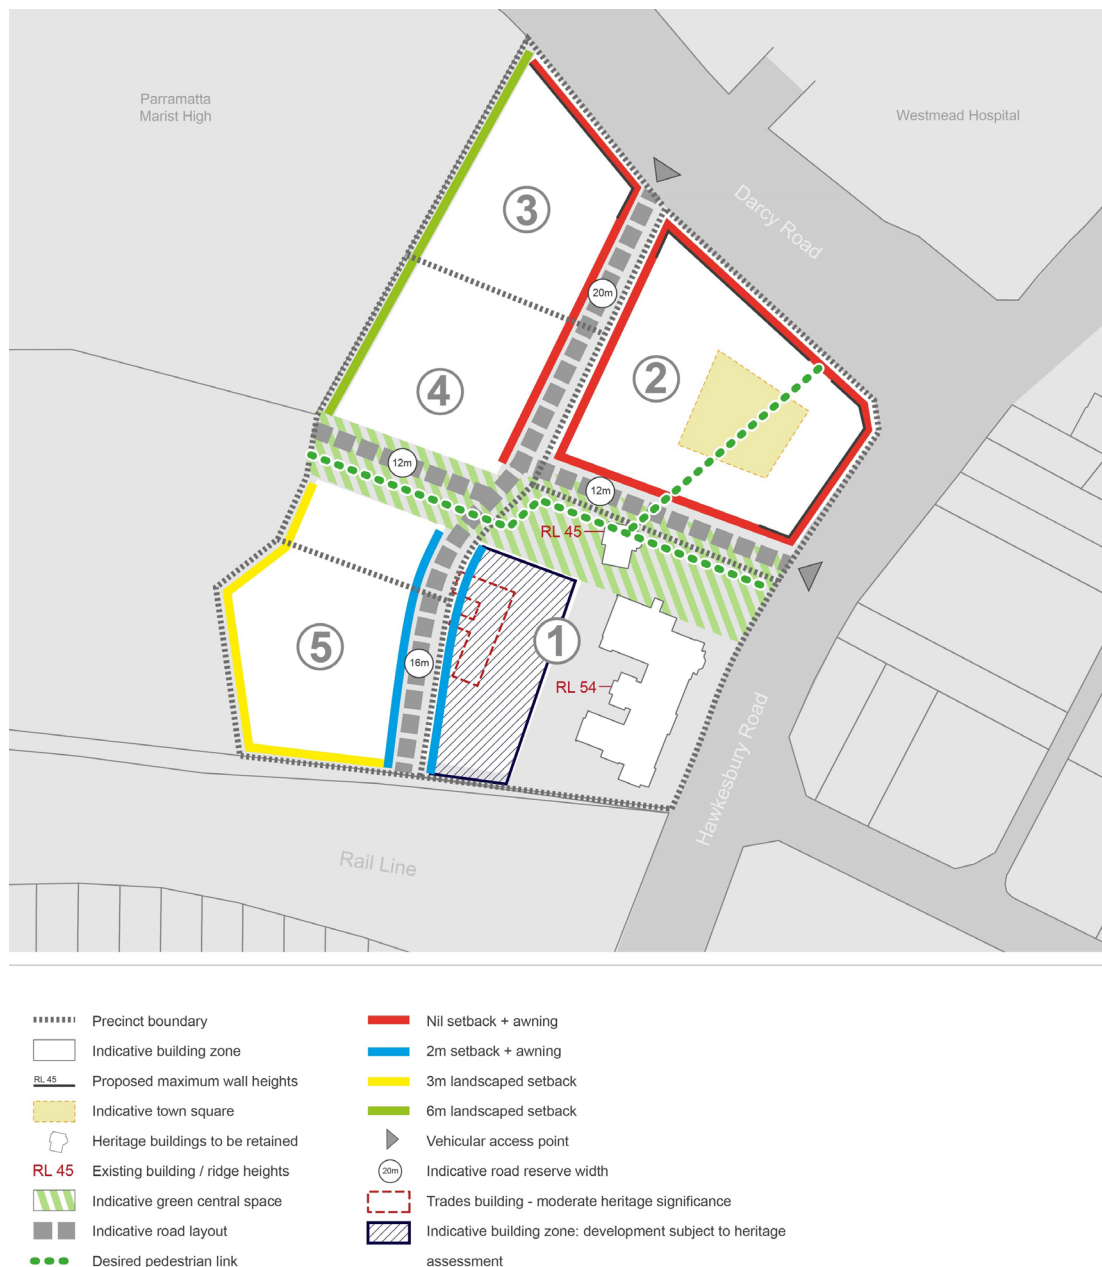 Parramatta
Marist High
Westmead Hospital
Darcy Road
3
20m
2
4
12m
12m
RL 45
1
5
16m
RL 54
Hawkesbury Road
Rail Line
Precinct boundary
Indicative building zone
RL 45
Proposed maximum wall heights
Indicative town square
Heritage buildings to be retained
RL 45
Existing building / ridge heights
Indicative green central space
Indicative road layout
Desired pedestrian link
Nil setback + awning
2m setback + awning
3m landscaped setback
6m landscaped setback
Vehicular access point
20m
Indicative road reserve width
Trades building - moderate heritage significance
Indicative building zone: development subject to heritage
assessment